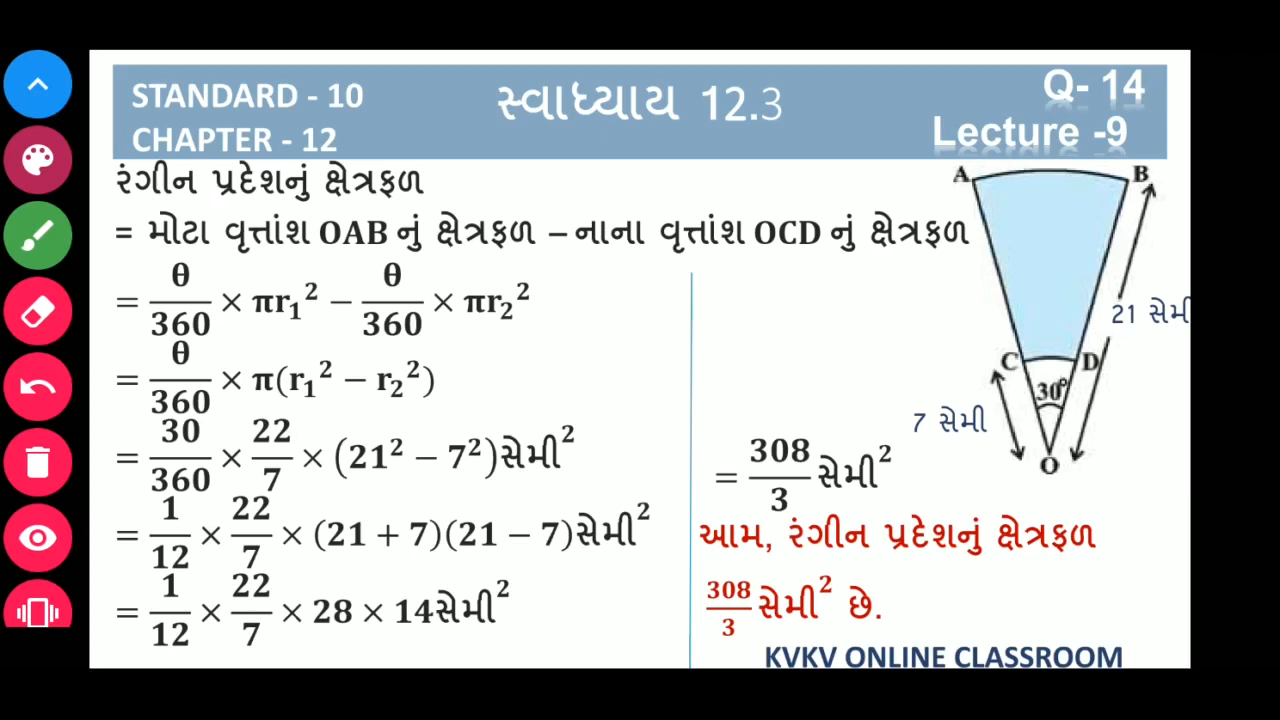 STANDARD - 10
CHAPTER - 12
સ્વાધ્યાય 12.3
Q- 14
Lecture -9
રંગીન પ્રદેશનું ક્ષેત્રફળ
= મોટા વૃત્તાંશ OAB નું ક્ષેત્રફળ – નાના વૃત્તાંશ OCD નું ક્ષેત્રફળ
= θ/360 × πr₁² − θ/360 × πr₂²
= θ/360 × π(r₁² − r₂²)
= 30/360 × 22/7 × (21² − 7²)સેમી²
= 1/12 × 22/7 × (21 + 7)(21 − 7)સેમી²
= 1/12 × 22/7 × 28 × 14સેમી²
A
B
21 સેમી
C
D
30°
7 સેમી
O
= 308/3 સેમી²
આમ, રંગીન પ્રદેશનું ક્ષેત્રફળ
308/3 સેમી² છે.
KVKV ONLINE CLASSROOM